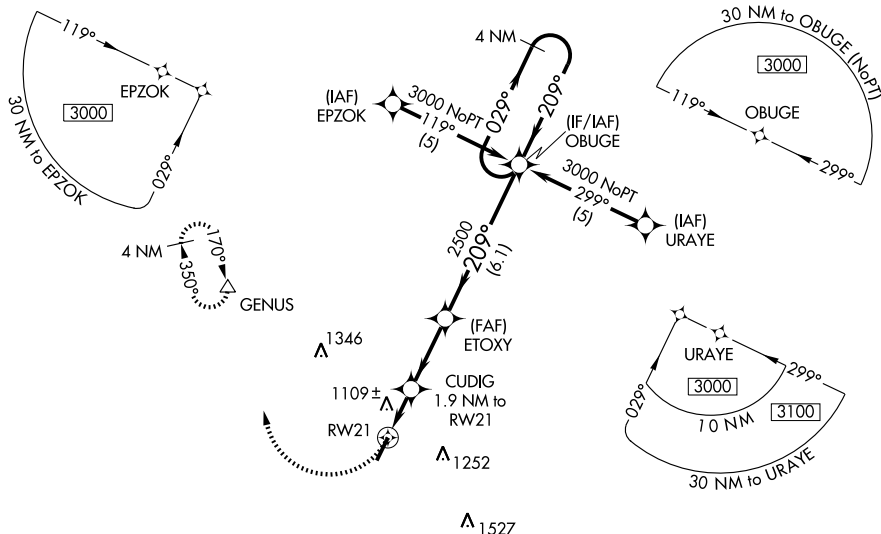 119°
EPZOK
3000
029°
30 NM to EPZOK
4 NM
170°
350°
GENUS
4 NM
029°
209°
(IAF)
EPZOK
3000 NoPT
119°
(5)
(IF/IAF)
OBUGE
3000 NoPT
299°
(5)
(IAF)
URAYE
2500
209°
(6.1)
(FAF)
ETOXY
1346
1109 ±
CUDIG
1.9 NM to
RW21
RW21
1252
1527
30 NM to OBUGE (NoPT)
3000
119°
OBUGE
299°
URAYE
029°
299°
3000
3100
10 NM
30 NM to URAYE